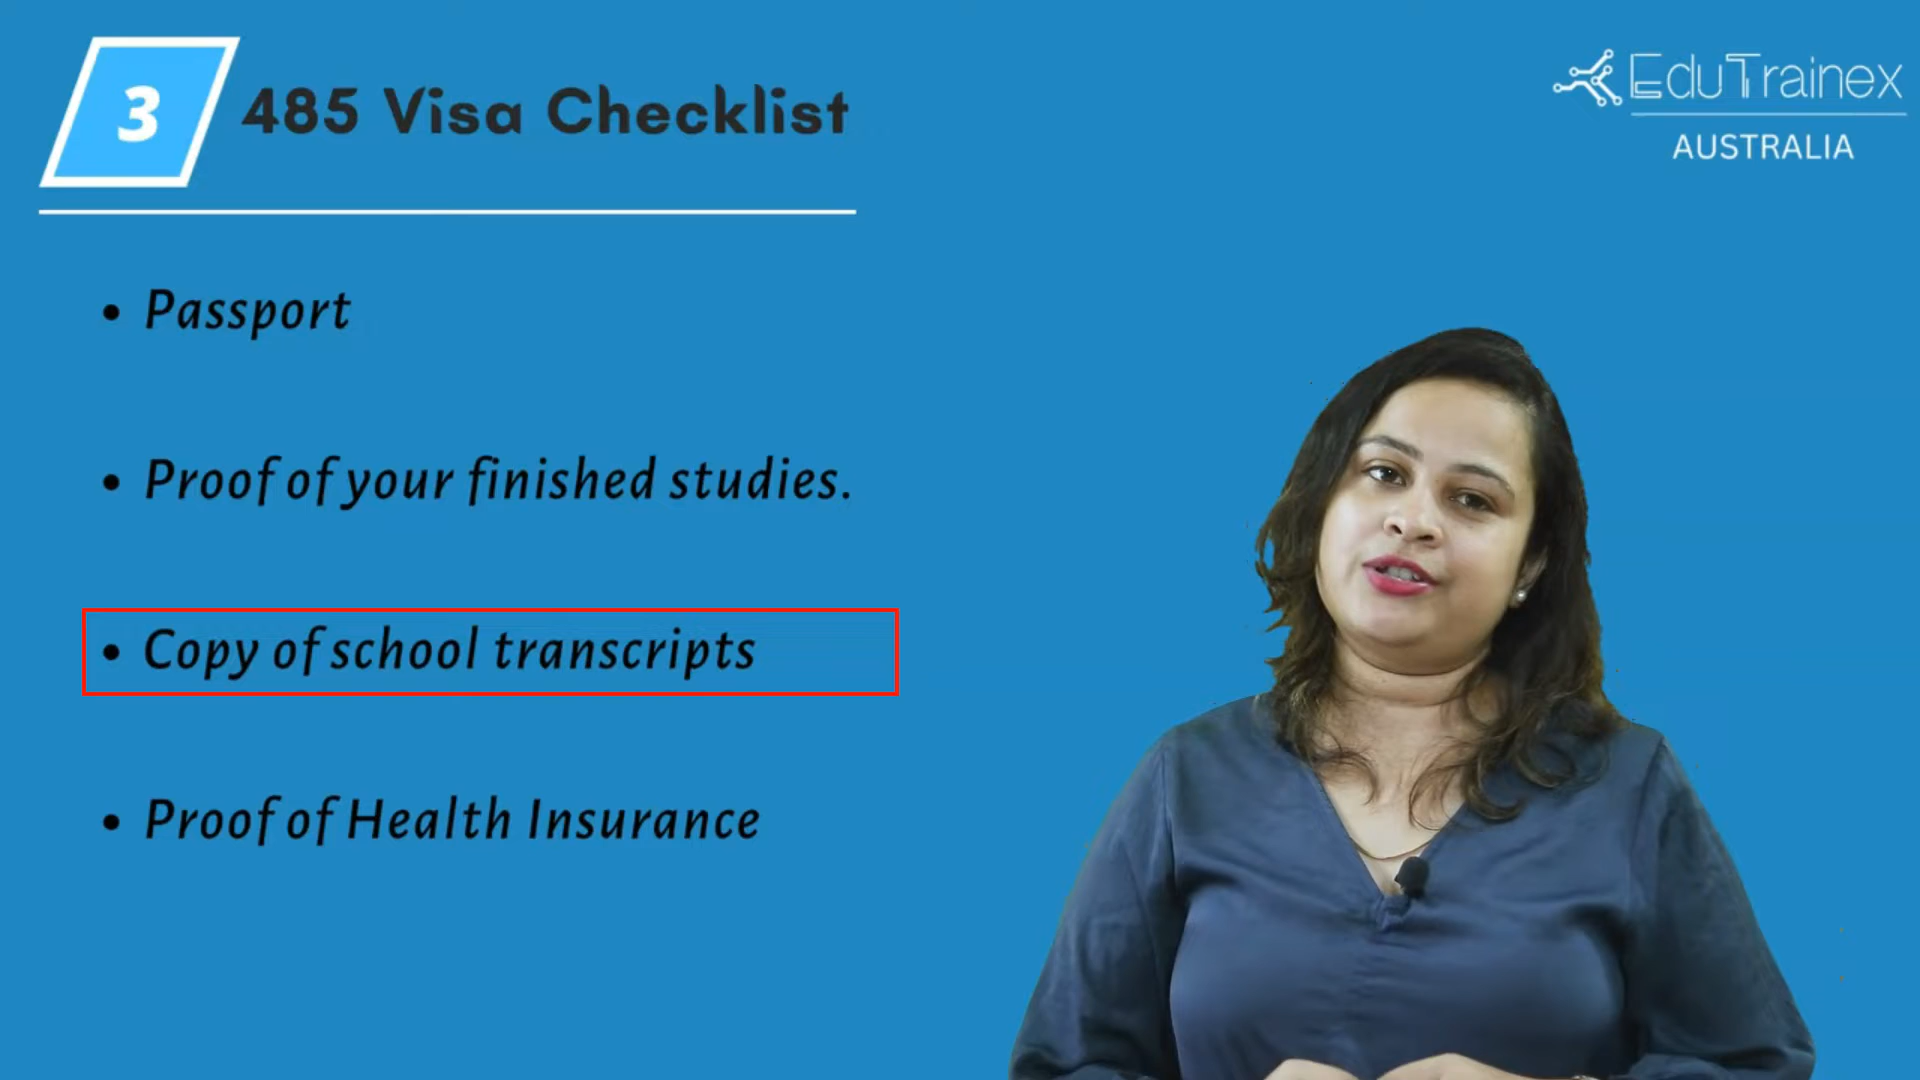 3
485 Visa Checklist
EduTrainex
AUSTRALIA
• Passport
• Proof of your finished studies.
• Copy of school transcripts
• Proof of Health Insurance